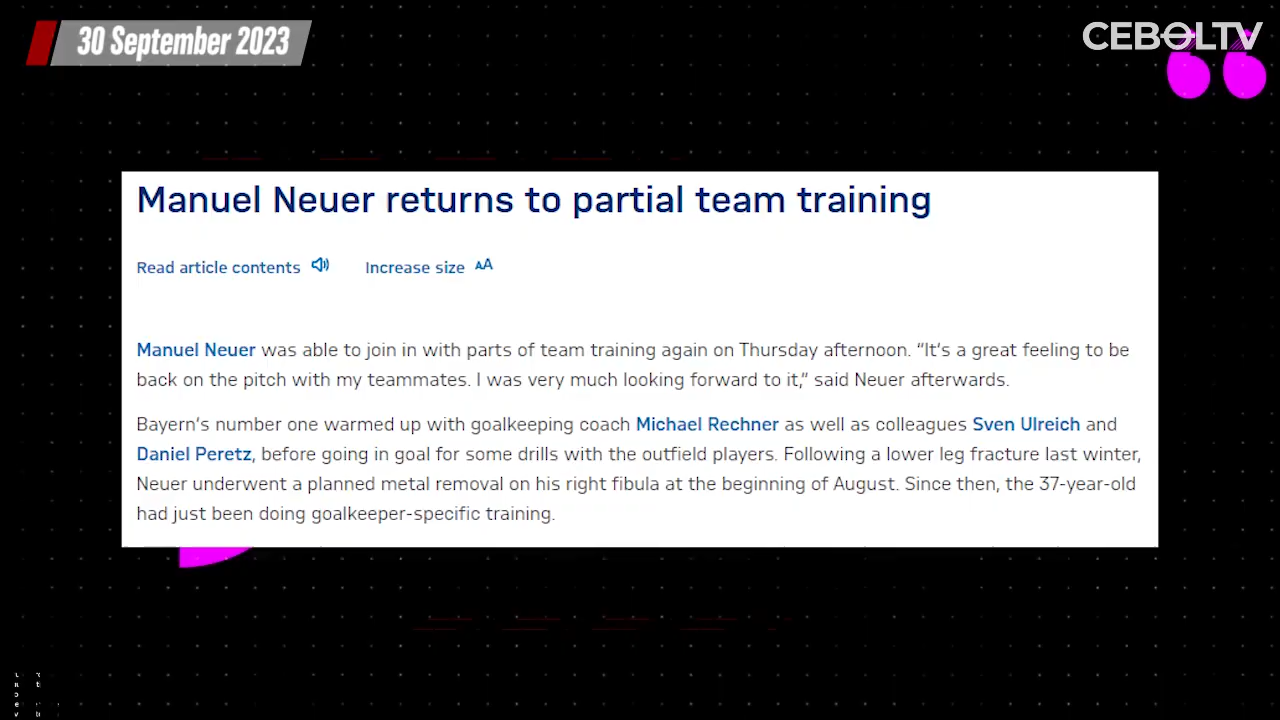 30 September 2023
CEBOLTV
Manuel Neuer returns to partial team training
Read article contents Increase size AA
Manuel Neuer was able to join in with parts of team training again on Thursday afternoon. “It's a great feeling to be
back on the pitch with my teammates. I was very much looking forward to it,” said Neuer afterwards.
Bayern's number one warmed up with goalkeeping coach Michael Rechner as well as colleagues Sven Ulreich and
Daniel Peretz, before going in goal for some drills with the outfield players. Following a lower leg fracture last winter,
Neuer underwent a planned metal removal on his right fibula at the beginning of August. Since then, the 37-year-old
had just been doing goalkeeper-specific training.